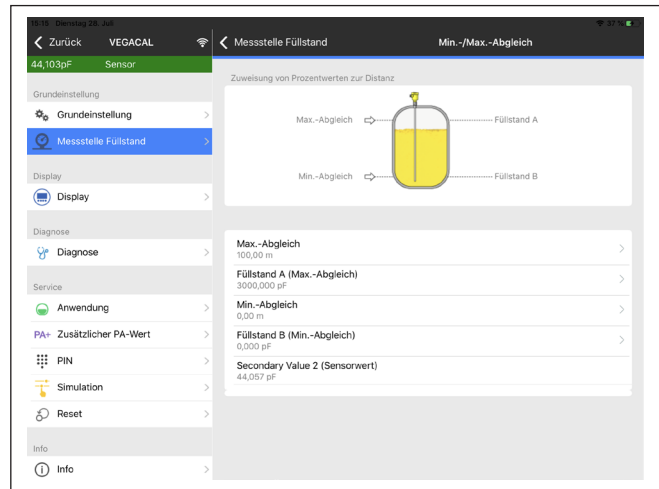 15:18 Dienstag 28. Juli
37 %
Zurück VEGACAL
44,103pF Sensor
Grundeinstellung
Grundeinstellung
Messstelle Füllstand
Display
Display
Diagnose
Diagnose
Service
Anwendung
PA+ Zusätzlicher PA-Wert
PIN
Simulation
Reset
Info
Info
Messstelle Füllstand Min.-/Max.-Abgleich
Zuweisung von Prozentwerten zur Distanz
Max.-Abgleich Füllstand A
Min.-Abgleich Füllstand B
Max.-Abgleich
100,00 m
Füllstand A (Max.-Abgleich)
3000,000 pF
Min.-Abgleich
0,00 m
Füllstand B (Min.-Abgleich)
0,000 pF
Secondary Value 2 (Sensorwert)
44,057 pF